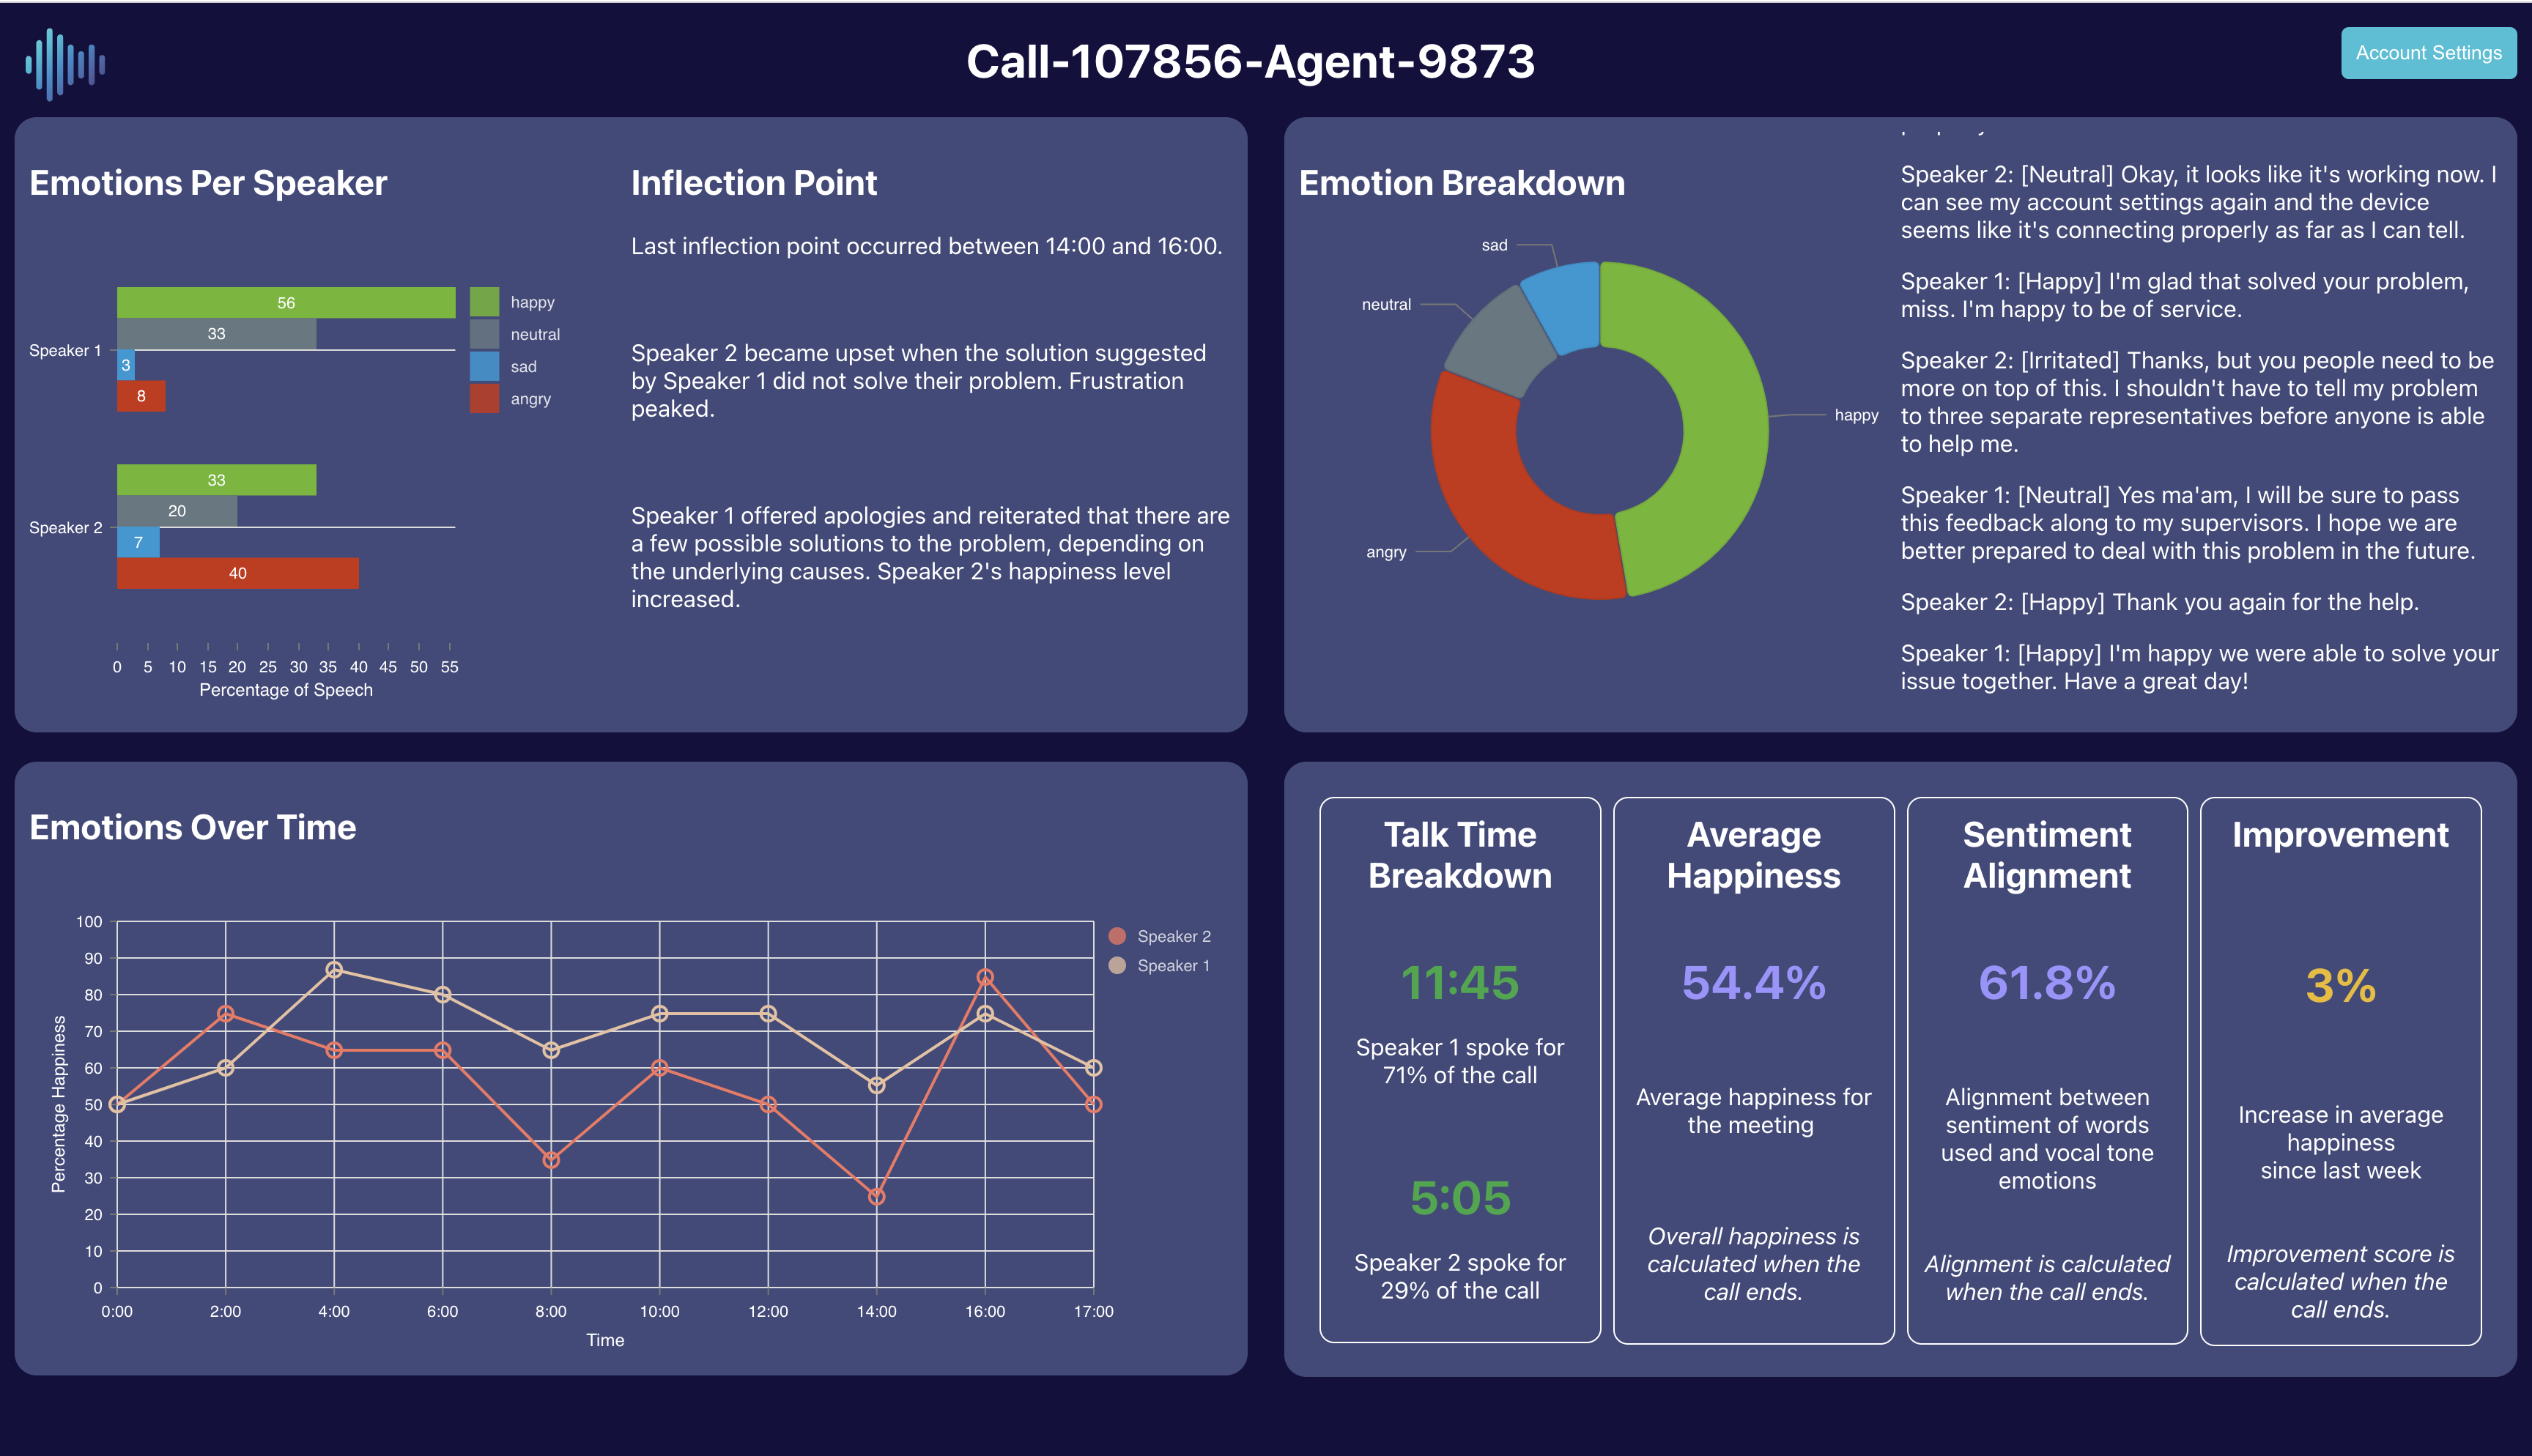 Call-107856-Agent-9873
Account Settings
Emotions Per Speaker
Speaker 1
56
33
3
8
Speaker 2
33
20
7
40
happy
neutral
sad
angry
0 5 10 15 20 25 30 35 40 45 50 55
Percentage of Speech
Inflection Point
Last inflection point occurred between 14:00 and 16:00.
Speaker 2 became upset when the solution suggested
by Speaker 1 did not solve their problem. Frustration
peaked.
Speaker 1 offered apologies and reiterated that there are
a few possible solutions to the problem, depending on
the underlying causes. Speaker 2's happiness level
increased.
Emotion Breakdown
sad
neutral
happy
angry
Speaker 2: [Neutral] Okay, it looks like it's working now. I
can see my account settings again and the device
seems like it's connecting properly as far as I can tell.
Speaker 1: [Happy] I'm glad that solved your problem,
miss. I'm happy to be of service.
Speaker 2: [Irritated] Thanks, but you people need to be
more on top of this. I shouldn't have to tell my problem
to three separate representatives before anyone is able
to help me.
Speaker 1: [Neutral] Yes ma'am, I will be sure to pass
this feedback along to my supervisors. I hope we are
better prepared to deal with this problem in the future.
Speaker 2: [Happy] Thank you again for the help.
Speaker 1: [Happy] I'm happy we were able to solve your
issue together. Have a great day!
Emotions Over Time
Percentage Happiness
100
90
80
70
60
50
40
30
20
10
0
0:00 2:00 4:00 6:00 8:00 10:00 12:00 14:00 16:00 17:00
Time
Speaker 2
Speaker 1
Talk Time
Breakdown
11:45
Speaker 1 spoke for
71% of the call
5:05
Speaker 2 spoke for
29% of the call
Average
Happiness
54.4%
Average happiness for
the meeting
Overall happiness is
calculated when the
call ends.
Sentiment
Alignment
61.8%
Alignment between
sentiment of words
used and vocal tone
emotions
Alignment is calculated
when the call ends.
Improvement
3%
Increase in average
happiness
since last week
Improvement score is
calculated when the
call ends.